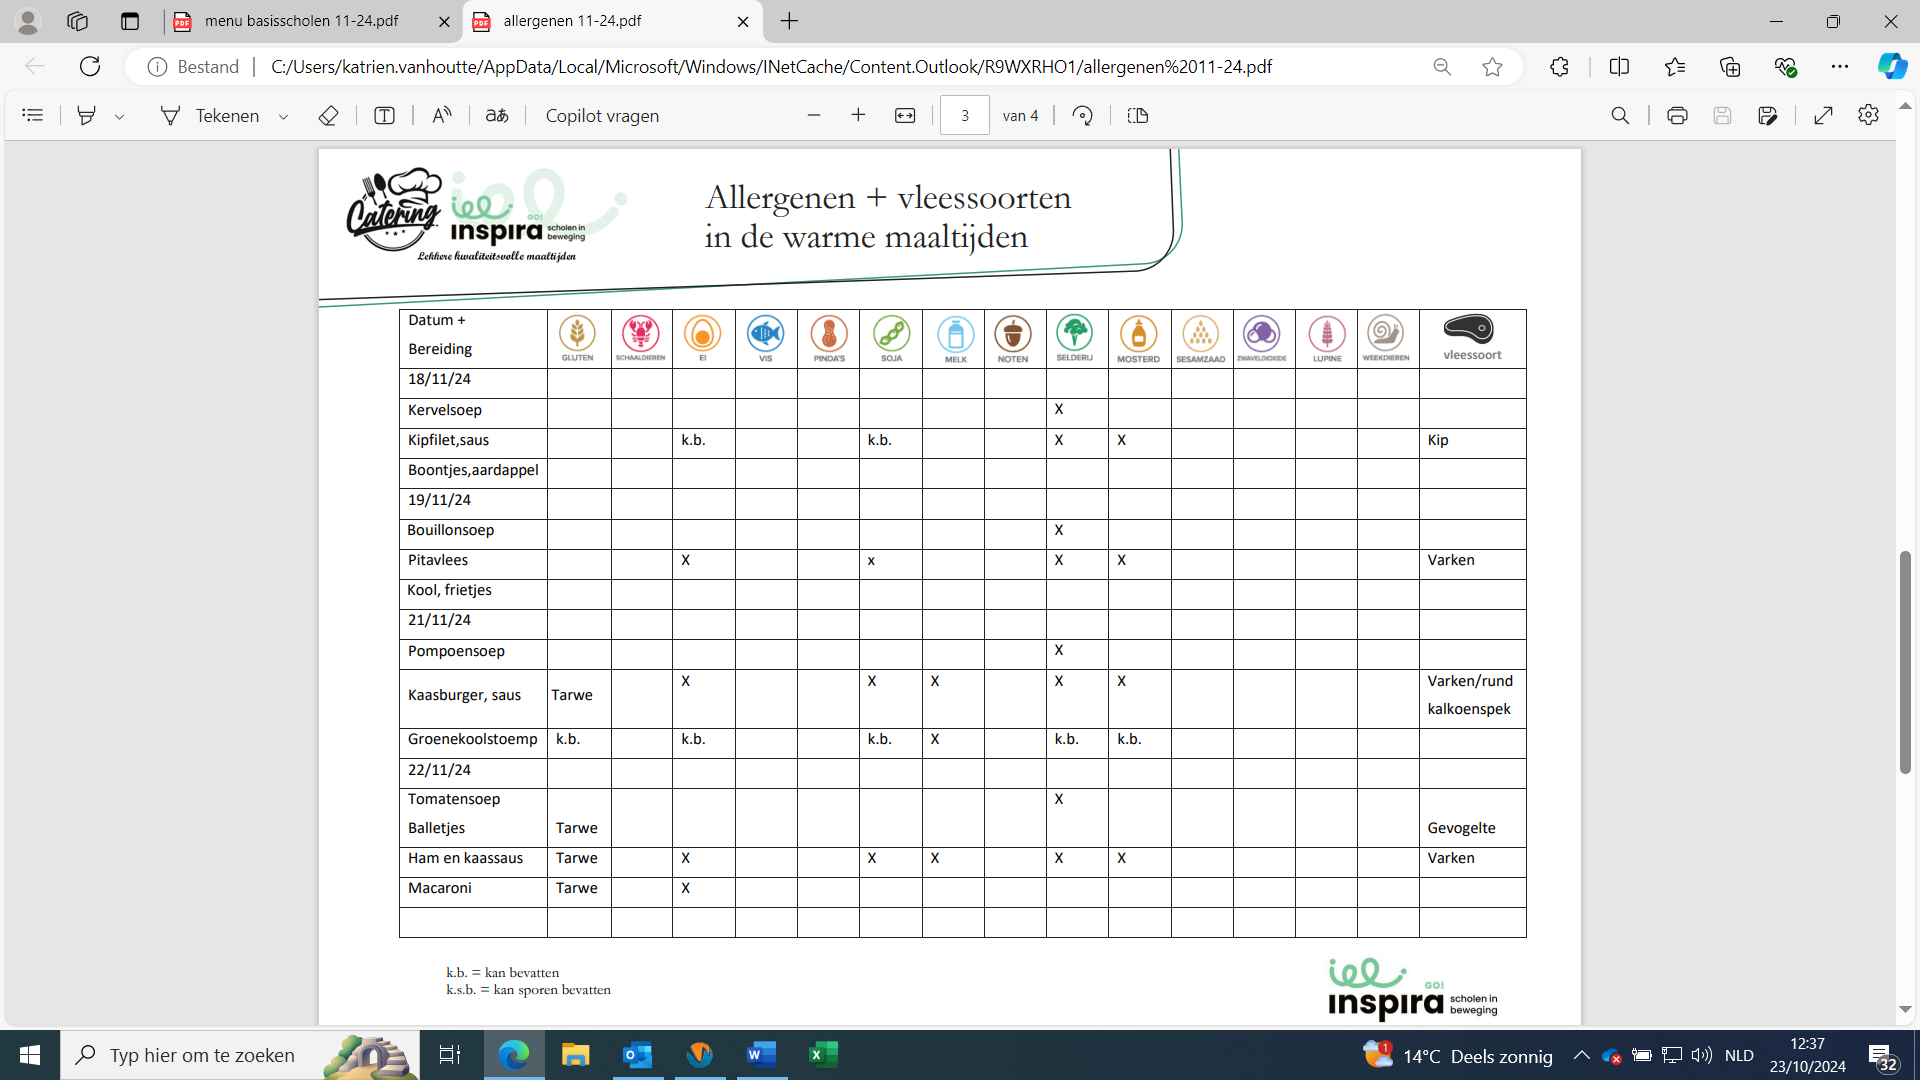 menu basisscholen 11-24.pdf
allergenen 11-24.pdf
Bestand
C:/Users/katrien.vanhoutte/AppData/Local/Microsoft/Windows/INetCache/Content.Outlook/R9WXRHO1/allergenen%2011-24.pdf
Tekenen
aあ
Copilot vragen
3 van 4
Catering
Lekkere kwaliteitsvolle maaltijden
GO!
inspira scholen in
beweging
Allergenen + vleessoorten
in de warme maaltijden
Datum +
Bereiding
GLUTEN SCHAALDIEREN EI VIS PINDA'S SOJA MELK NOTEN SELDERIJ MOSTERD SESAMZAAD ZWAVELDIOXIDE LUPINE WEEKDIEREN vleessoort
18/11/24
Kervelsoep X
Kipfilet,saus k.b. k.b. X X Kip
Boontjes,aardappel
19/11/24
Bouillonsoep X
Pitavlees X x X X Varken
Kool, frietjes
21/11/24
Pompoensoep X
Kaasburger, saus Tarwe X X X X X Varken/rund
kalkoenspek
Groenekoolstoemp k.b. k.b. k.b. X k.b. k.b.
22/11/24
Tomatensoep X
Balletjes Tarwe Gevogelte
Ham en kaassaus Tarwe X X X X X Varken
Macaroni Tarwe X
k.b. = kan bevatten
k.s.b. = kan sporen bevatten
GO!
inspira scholen in
beweging
Typ hier om te zoeken
1
14°C Deels zonnig
NLD
12:37
23/10/2024
32